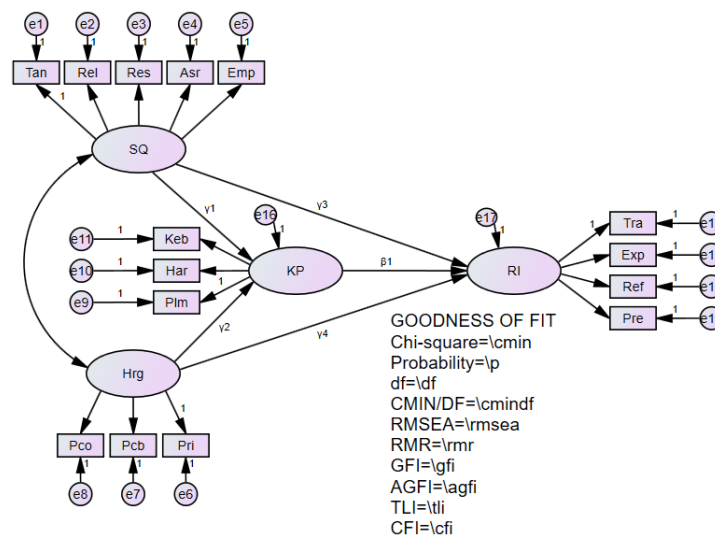 e1 e2 e3 e4 e5
1 1 1 1 1
Tan Rel Res Asr Emp
1
SQ
γ1 γ3
e16 e17
1 1
e11 1 Keb
e10 1 Har
e9 1 Plm
1
KP
β1
RI
1 Tra 1
Exp 1
Ref 1
Pre 1
γ2 γ4
Hrg
1
Pco Pcb Pri
1 1 1
e8 e7 e6
GOODNESS OF FIT
Chi-square=\cmin
Probability=\p
df=\df
CMIN/DF=\cmindf
RMSEA=\rmsea
RMR=\rmr
GFI=\gfi
AGFI=\agfi
TLI=\tli
CFI=\cfi